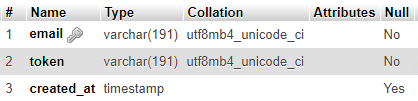 # Name Type Collation Attributes Null
1 email varchar(191) utf8mb4_unicode_ci No
2 token varchar(191) utf8mb4_unicode_ci No
3 created_at timestamp Yes